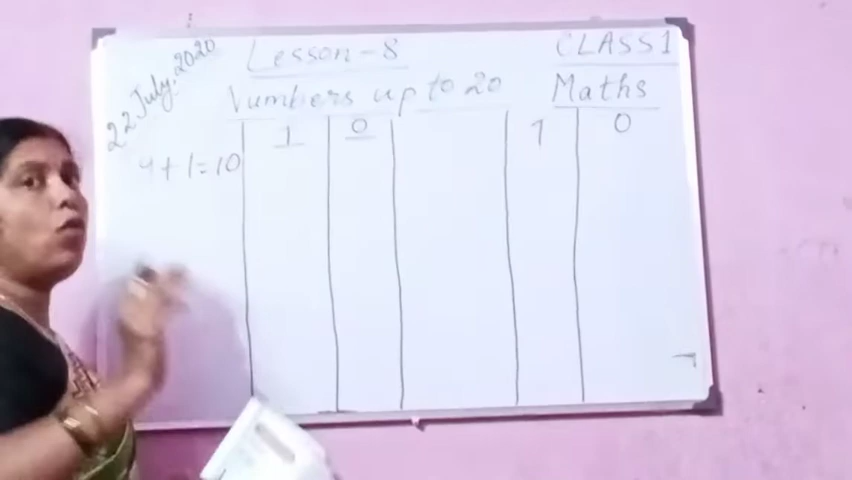 22 July, 2020
Lesson-8
CLASS 1
Numbers up to 20
Maths
1 0
1 0
9+1=10